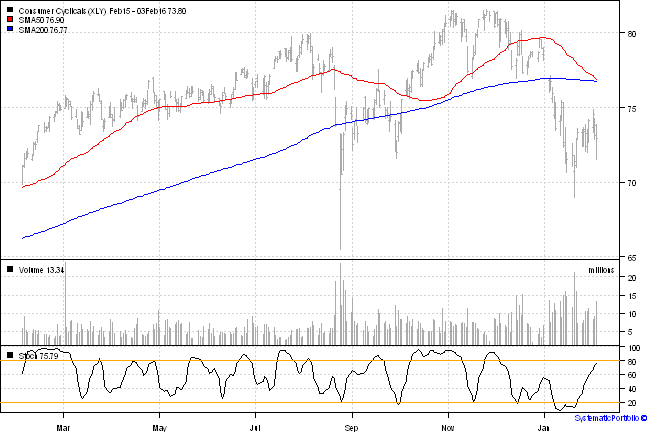 Consumer Cyclicals (XLY) Feb15 - 03Feb16 73.80
SMA50 76.90
SMA200 76.77
80
75
70
65
Volume 13.34
millions
20
15
10
5
Stoch 75.79
100
80
60
40
20
Mar May Jul Sep Nov Jan
SystematicPortfolio ©